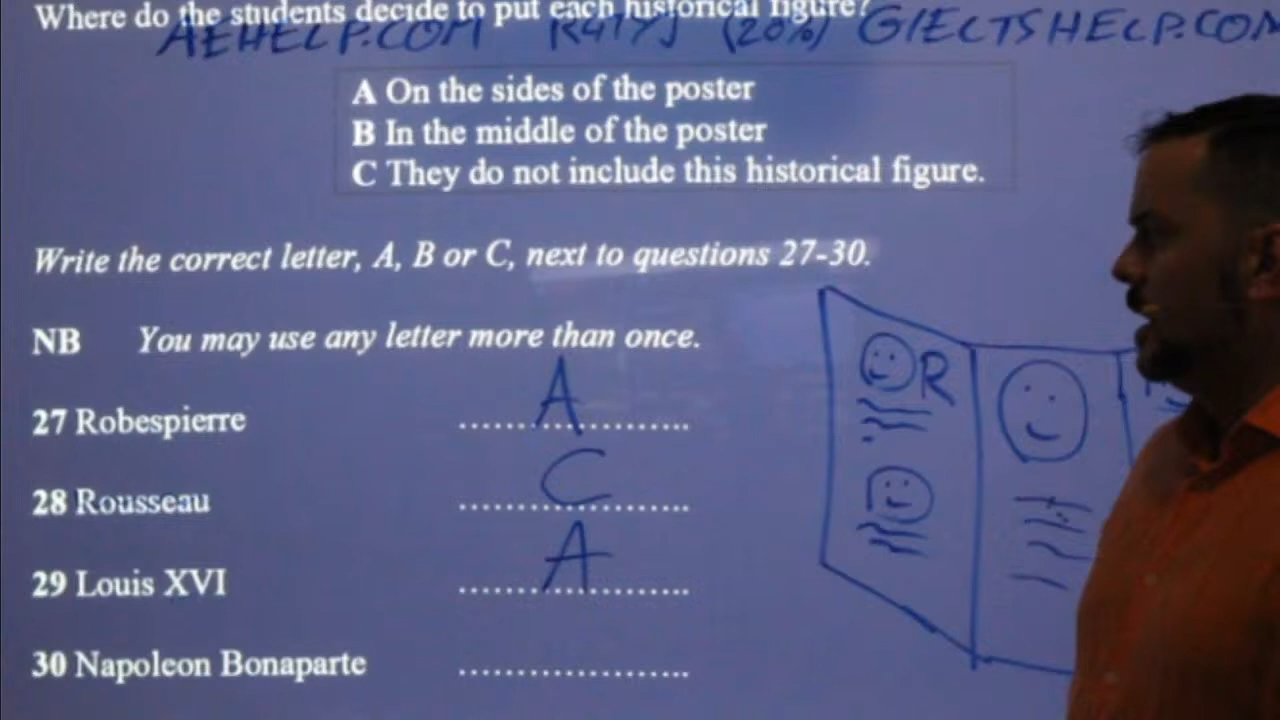 Where do the students decide to put each historical figure?
AEHELP.COM R41YJ (20%) GIELTSHELP.COM
A On the sides of the poster
B In the middle of the poster
C They do not include this historical figure.
Write the correct letter, A, B or C, next to questions 27-30.
NB You may use any letter more than once.
27 Robespierre .................... A
28 Rousseau .................... C
29 Louis XVI .................... A
30 Napoleon Bonaparte ....................
R